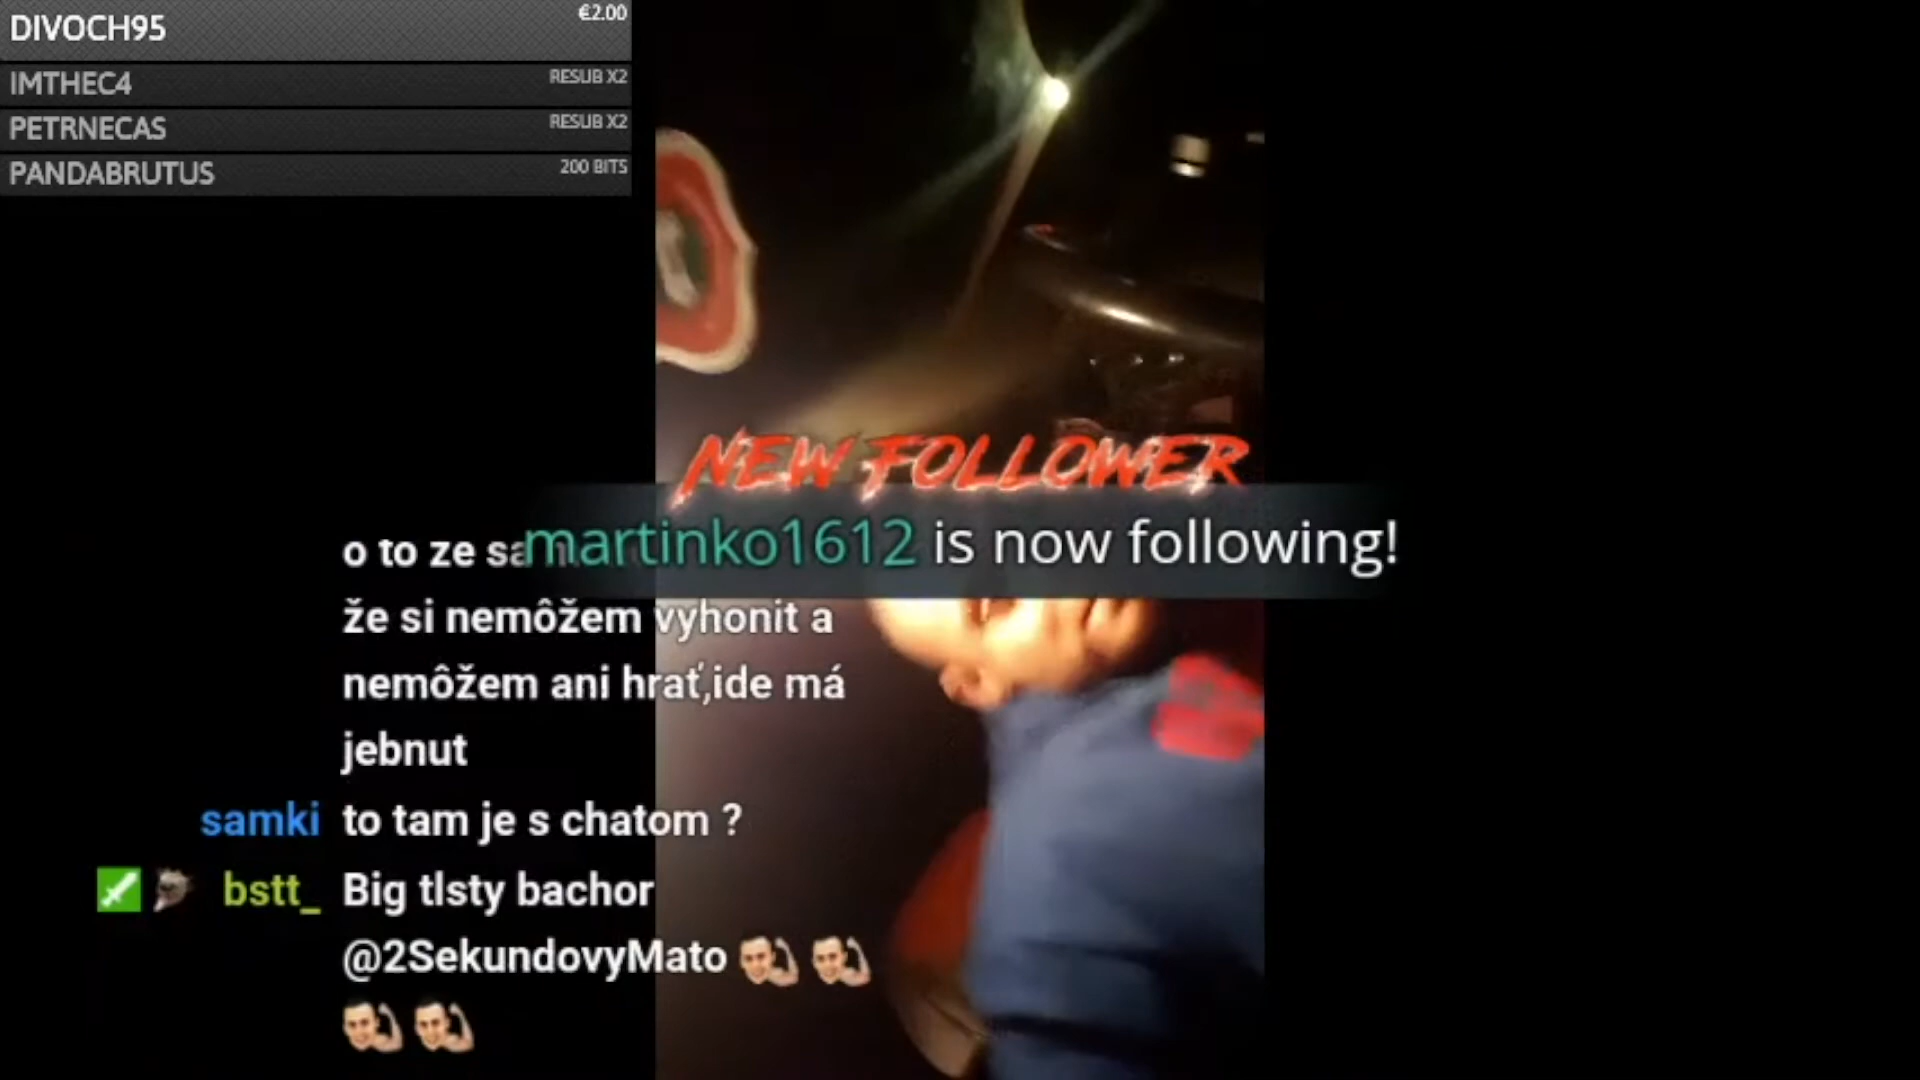 DIVOCH95 €2.00
IMTHEC4 RESUB X2
PETRNECAS RESUB X2
PANDABRUTUS 200 BITS
NEW FOLLOWER
martinko1612 is now following!
o to ze
že si nemôžem vyhonit a
nemôžem ani hrať,ide má
jebnut
samki to tam je s chatom ?
bstt_ Big tlsty bachor
@2SekundovyMato